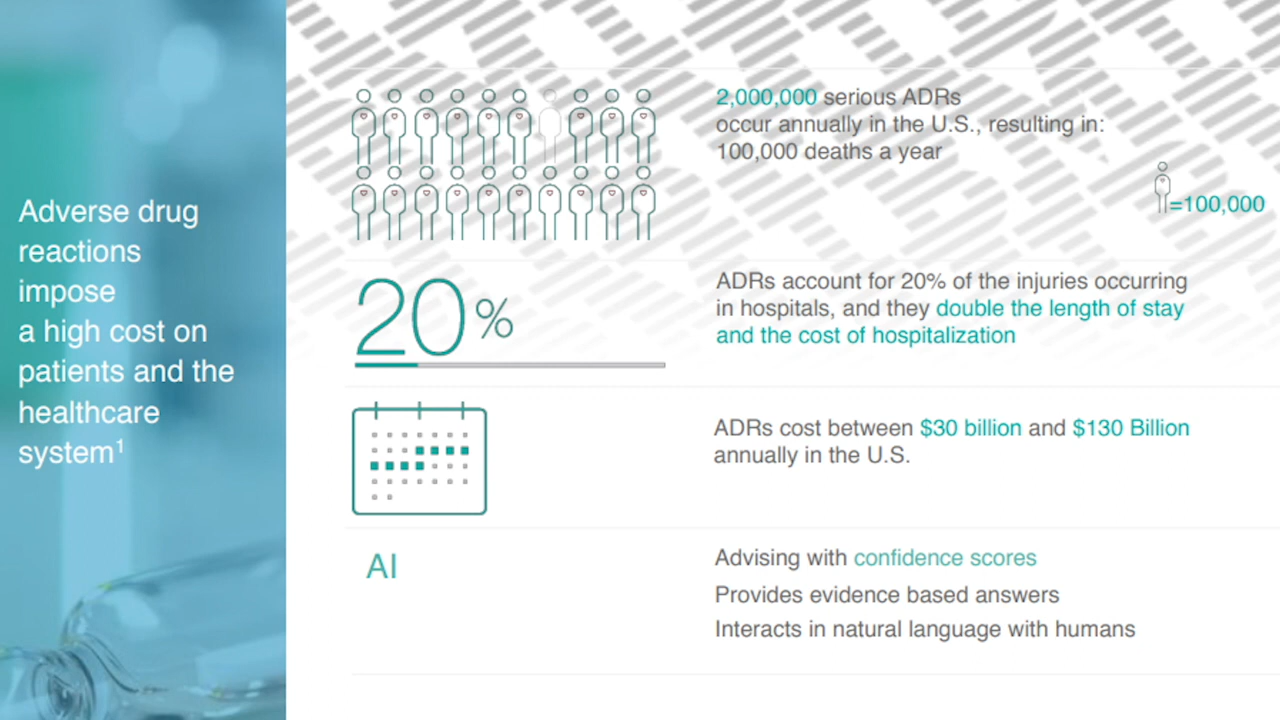 Adverse drug
reactions
impose
a high cost on
patients and the
healthcare
system¹
2,000,000 serious ADRs
occur annually in the U.S., resulting in:
100,000 deaths a year
=100,000
20%
ADRs account for 20% of the injuries occurring
in hospitals, and they double the length of stay
and the cost of hospitalization
ADRs cost between $30 billion and $130 Billion
annually in the U.S.
AI
Advising with confidence scores
Provides evidence based answers
Interacts in natural language with humans